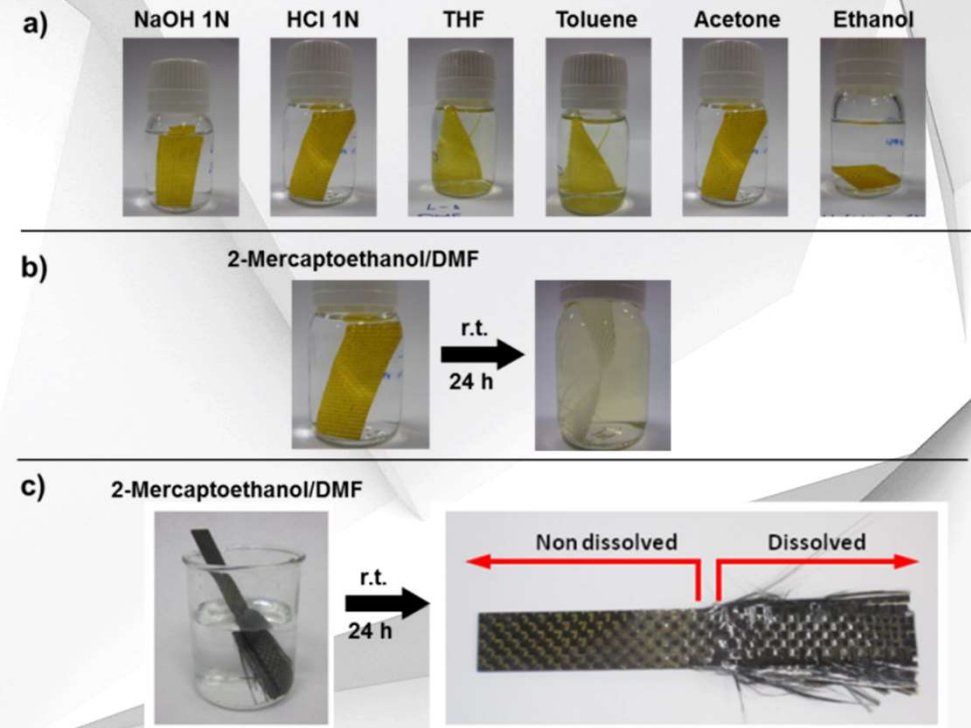 a)
NaOH 1N HCl 1N THF Toluene Acetone Ethanol
b)
2-Mercaptoethanol/DMF
r.t.
24 h
c)
2-Mercaptoethanol/DMF
Non dissolved Dissolved
r.t.
24 h